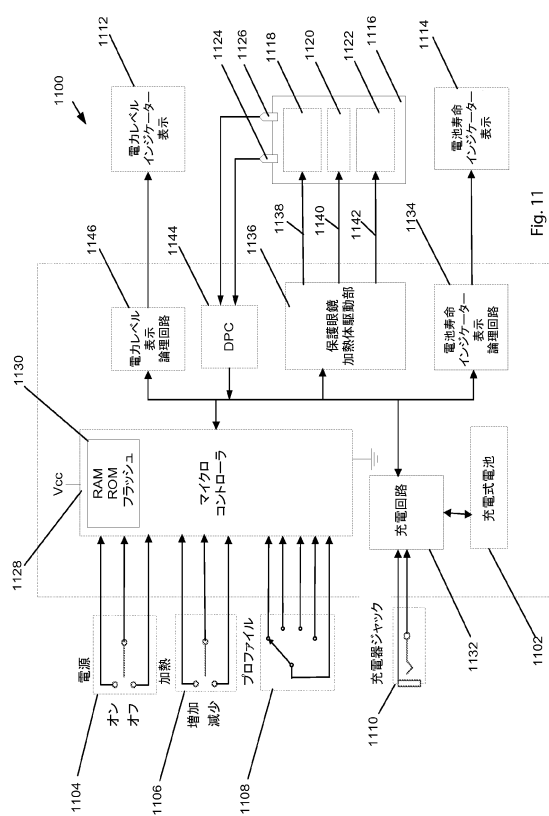 1100
1112
電力レベル
インジケーター
表示
1124
1126
1118
1120
1122
1116
1114
電池寿命
インジケーター
表示
1146
電力レベル
表示
論理回路
1144
DPC
1136
保護眼鏡
加熱体駆動部
1138
1140
1142
1134
電池寿命
インジケーター
表示
論理回路
1130
Vcc
1128
RAM
ROM
フラッシュ
マイクロ
コントローラ
充電回路
1132
充電式電池
1102
電源
オン
オフ
1104
加熱
増加
減少
1106
プロファイル
1108
充電器ジャック
1110
Fig. 11